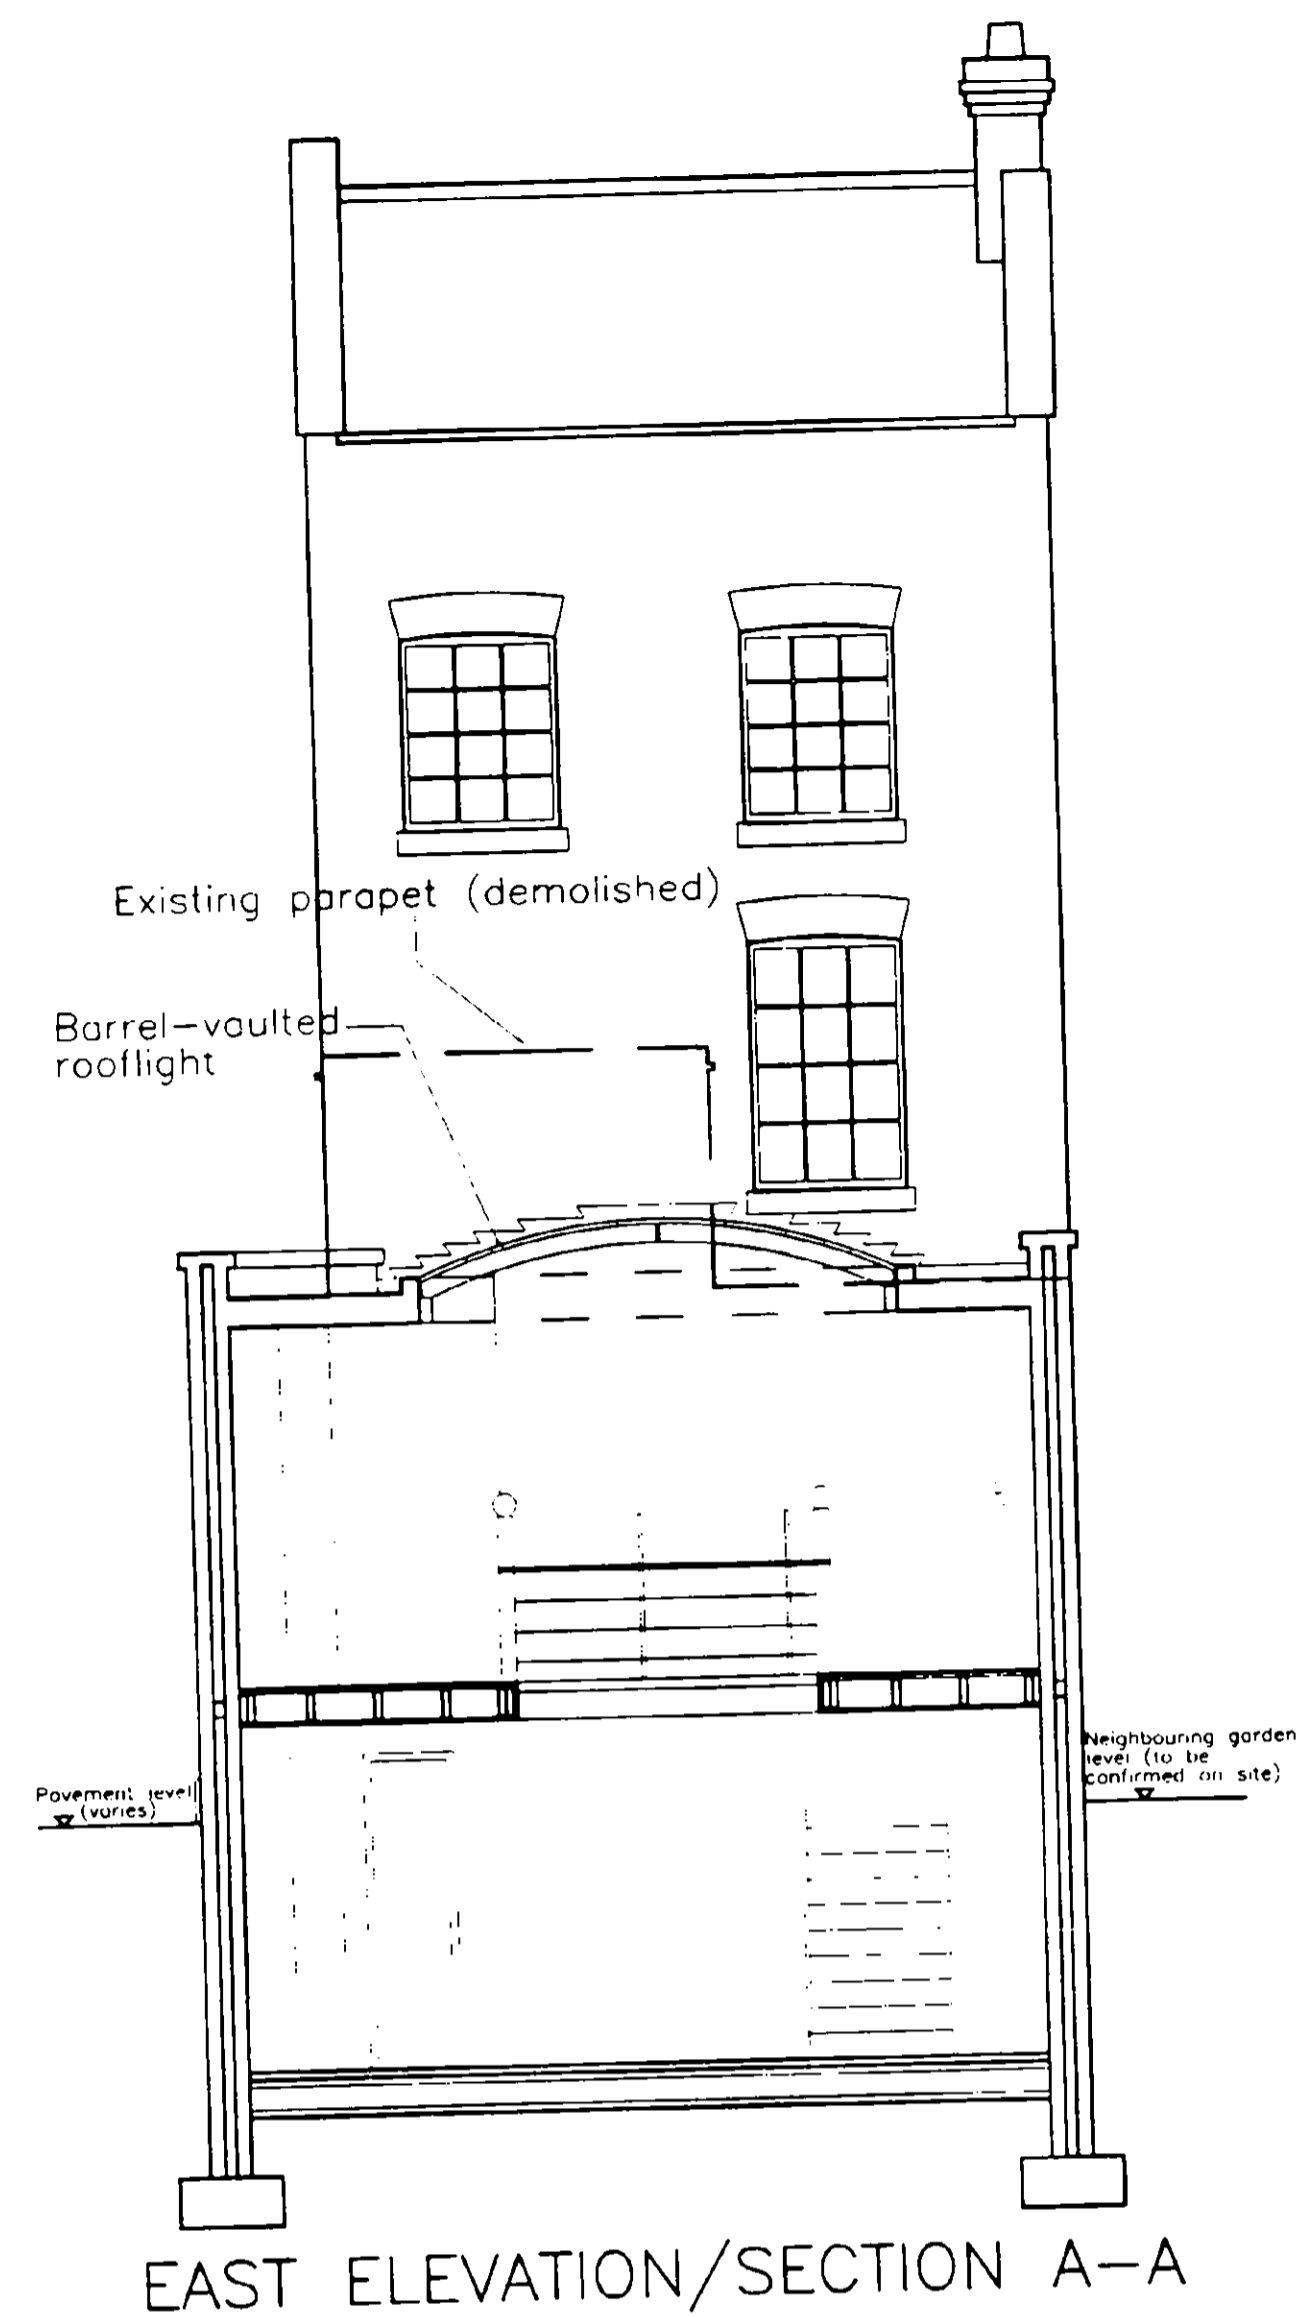 Existing parapet (demolished)
Barrel-vaulted
rooflight
Neighbouring garden
level (to be
confirmed on site)
Pavement level
(varies)
EAST ELEVATION/SECTION A-A